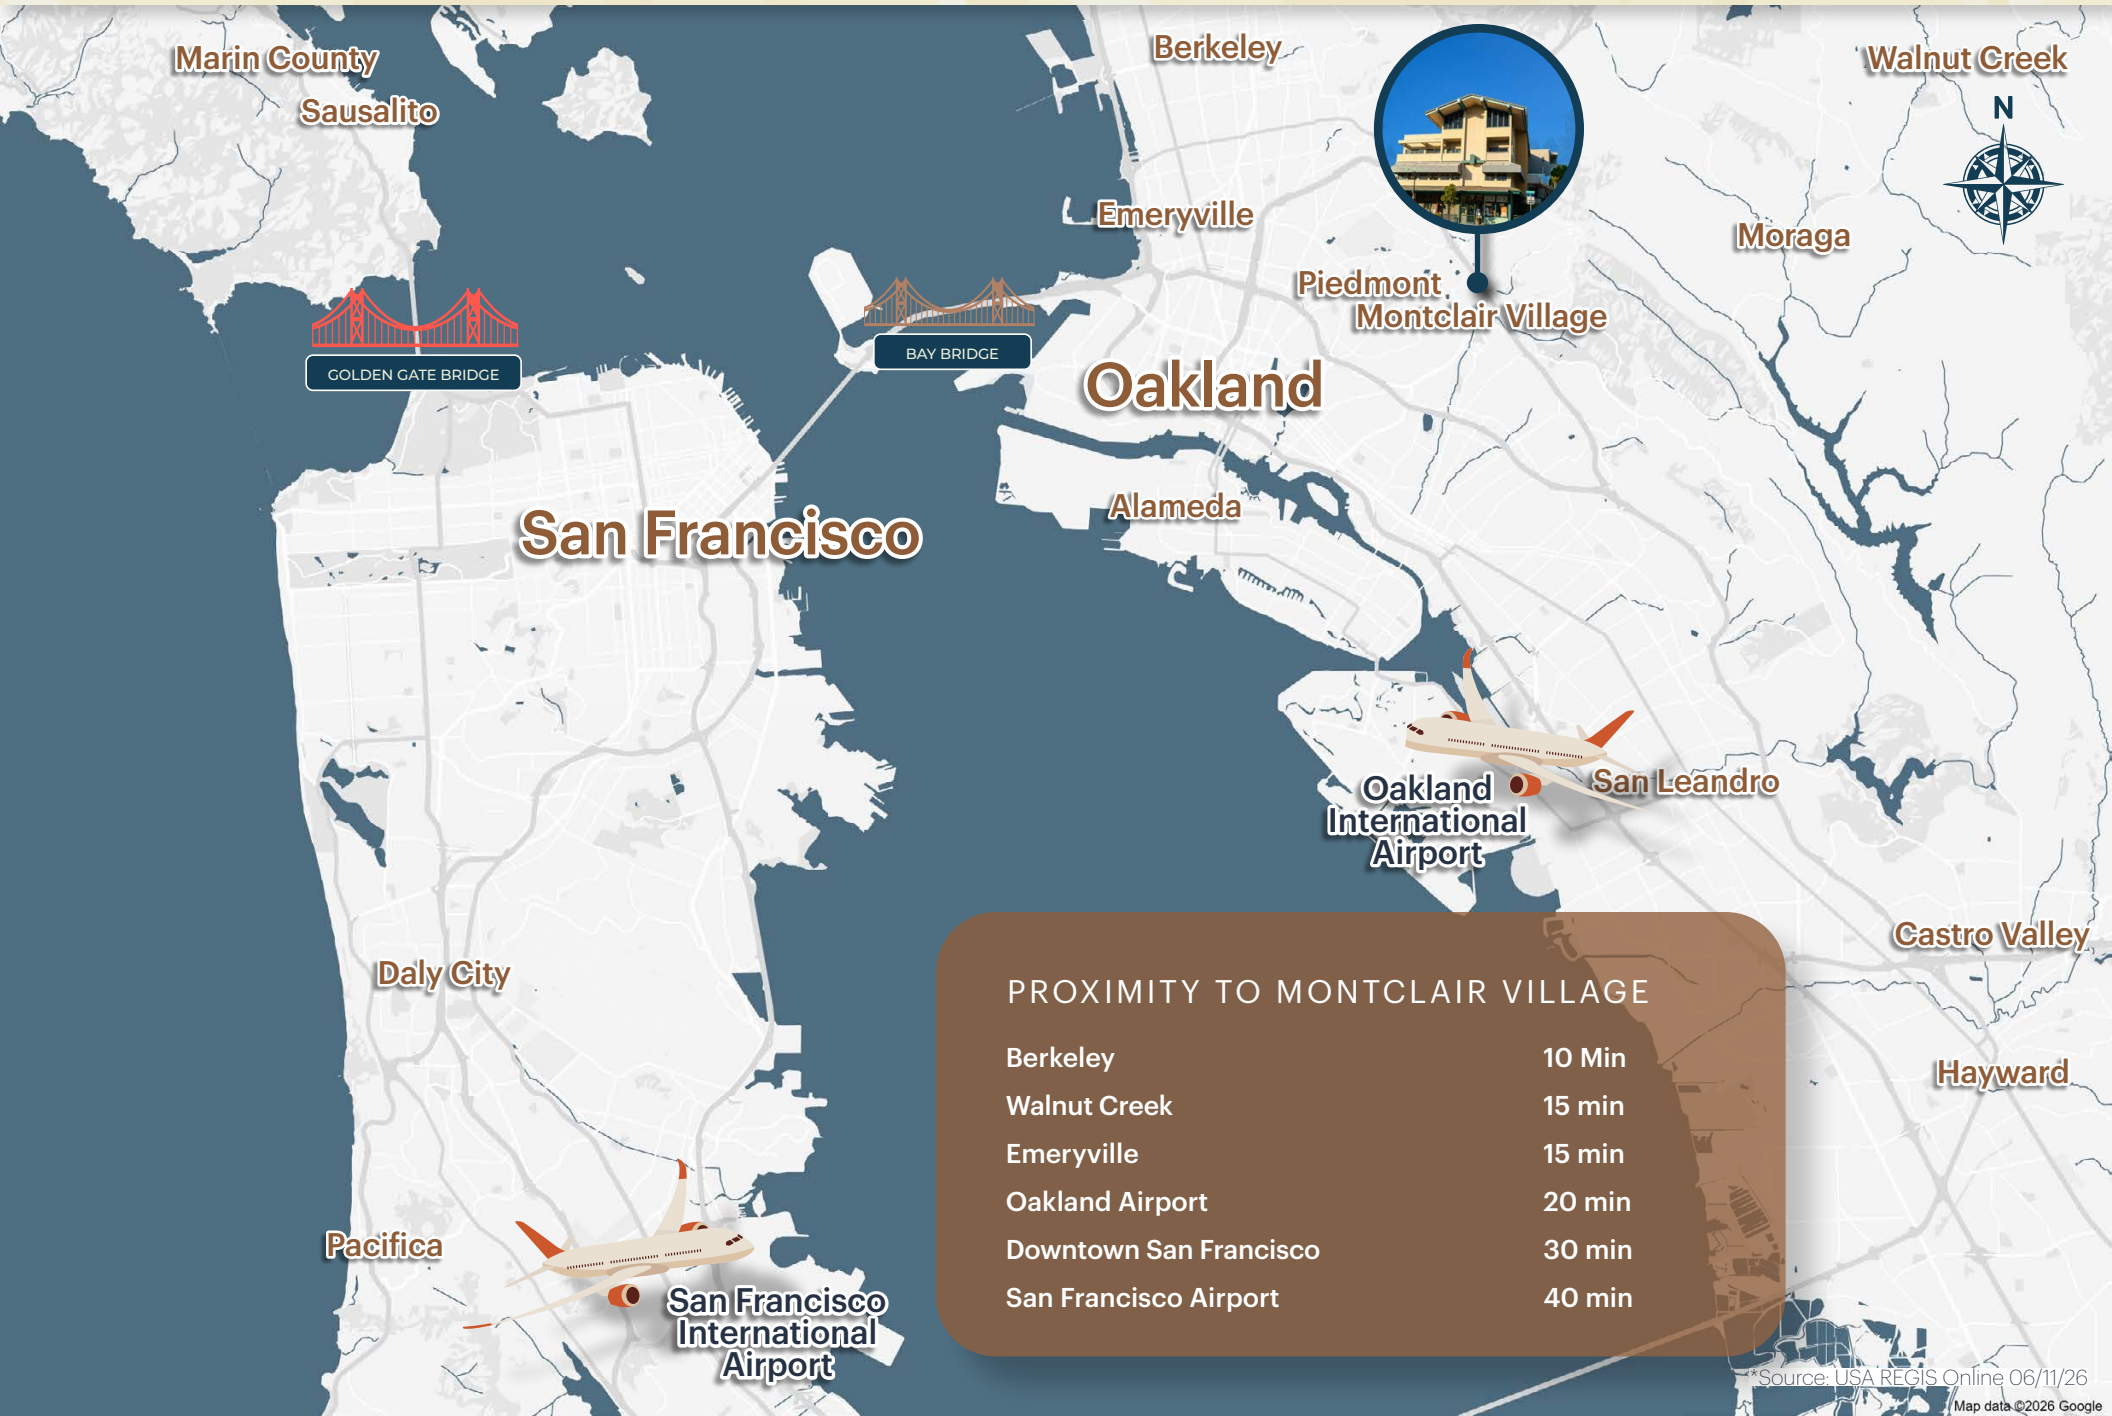 Marin County
Sausalito
Berkeley
Walnut Creek
N
Emeryville
Moraga
Piedmont
Montclair Village
GOLDEN GATE BRIDGE
BAY BRIDGE
Oakland
San Francisco
Alameda
Oakland
International
Airport
San Leandro
Castro Valley
Daly City
Hayward
Pacifica
San Francisco
International
Airport
PROXIMITY TO MONTCLAIR VILLAGE
Berkeley 10 Min
Walnut Creek 15 min
Emeryville 15 min
Oakland Airport 20 min
Downtown San Francisco 30 min
San Francisco Airport 40 min
*Source: USA REGIS Online 06/11/26
Map data ©2026 Google